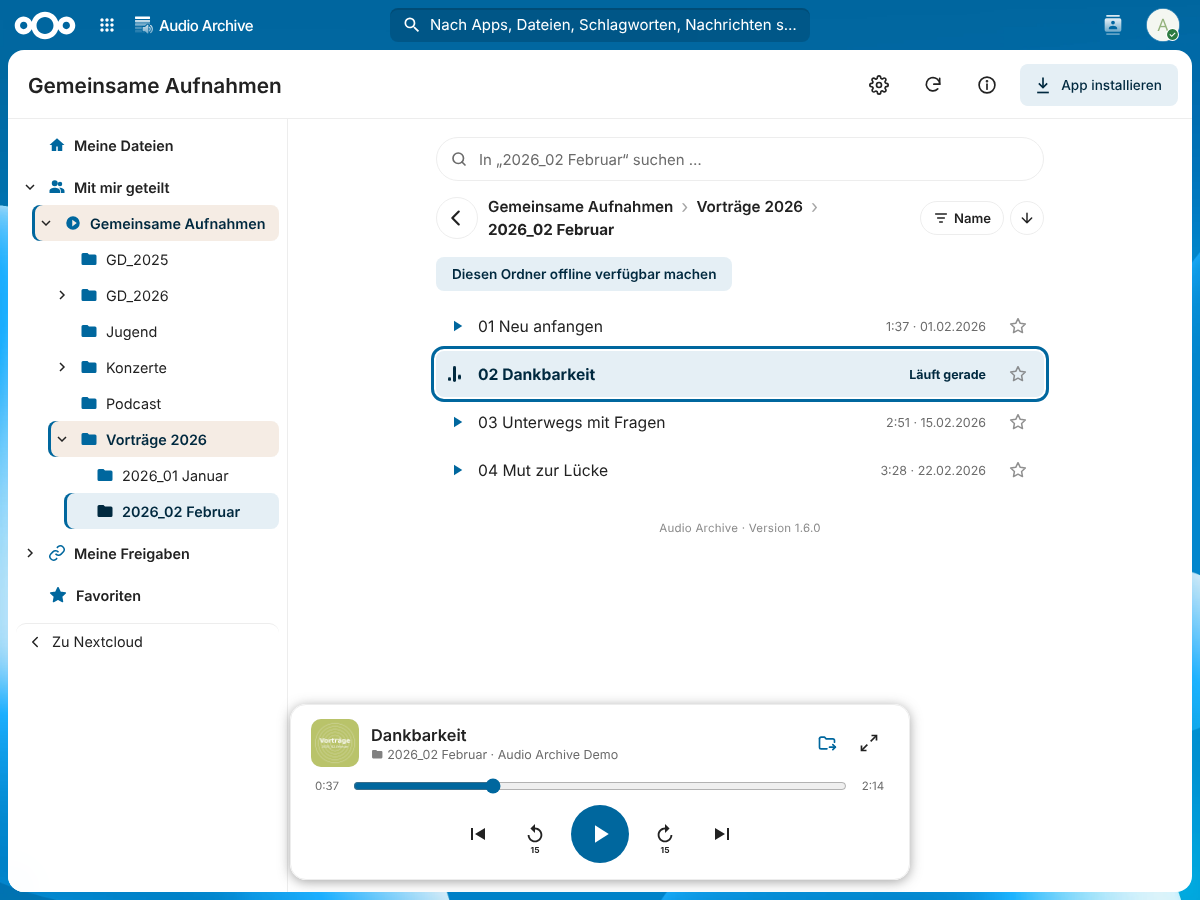 Audio Archive
Nach Apps, Dateien, Schlagworten, Nachrichten s...
A
Gemeinsame Aufnahmen
App installieren
Meine Dateien
Mit mir geteilt
Gemeinsame Aufnahmen
GD_2025
GD_2026
Jugend
Konzerte
Podcast
Vorträge 2026
2026_01 Januar
2026_02 Februar
Meine Freigaben
Favoriten
Zu Nextcloud
In „2026_02 Februar“ suchen ...
Gemeinsame Aufnahmen › Vorträge 2026 ›
2026_02 Februar
Name
Diesen Ordner offline verfügbar machen
01 Neu anfangen 1:37 · 01.02.2026
02 Dankbarkeit Läuft gerade
03 Unterwegs mit Fragen 2:51 · 15.02.2026
04 Mut zur Lücke 3:28 · 22.02.2026
Audio Archive · Version 1.6.0
Vorträge
Dankbarkeit
2026_02 Februar · Audio Archive Demo
0:37 2:14
15 15